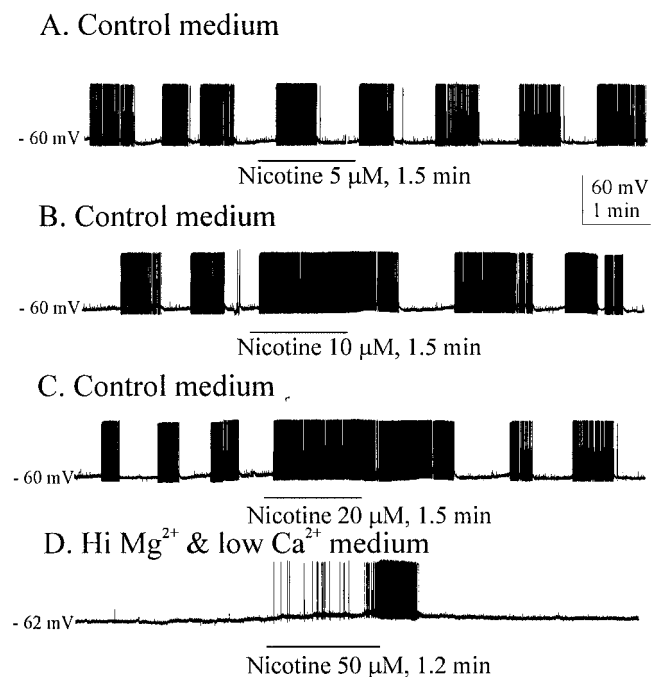 A. Control medium
- 60 mV
Nicotine 5 μM, 1.5 min
60 mV
1 min
B. Control medium
- 60 mV
Nicotine 10 μM, 1.5 min
C. Control medium
- 60 mV
Nicotine 20 μM, 1.5 min
D. Hi Mg²⁺ & low Ca²⁺ medium
- 62 mV
Nicotine 50 μM, 1.2 min